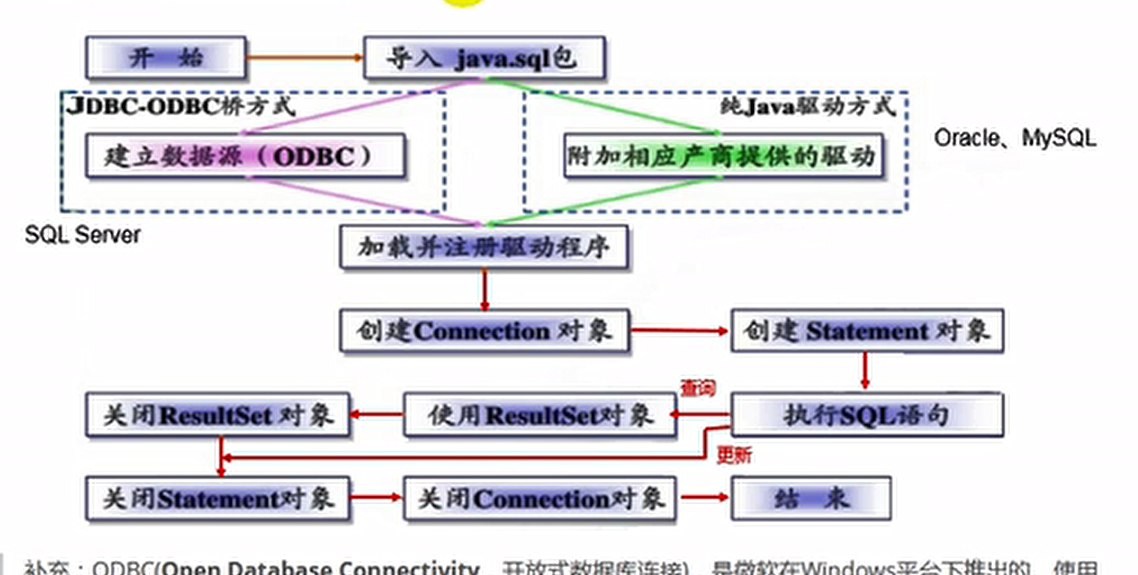 开 始
导入 java.sql包
JDBC-ODBC桥方式
纯Java驱动方式
建立数据源（ODBC）
附加相应产商提供的驱动
Oracle、MySQL
SQL Server
加载并注册驱动程序
创建Connection 对象
创建 Statement 对象
查询
关闭ResultSet 对象
使用ResultSet对象
执行SQL语句
更新
关闭Statement对象
关闭Connection对象
结 束
补充：ODBC(Open Database Connectivity，开放式数据库连接)，是微软在Windows平台下推出的。使用